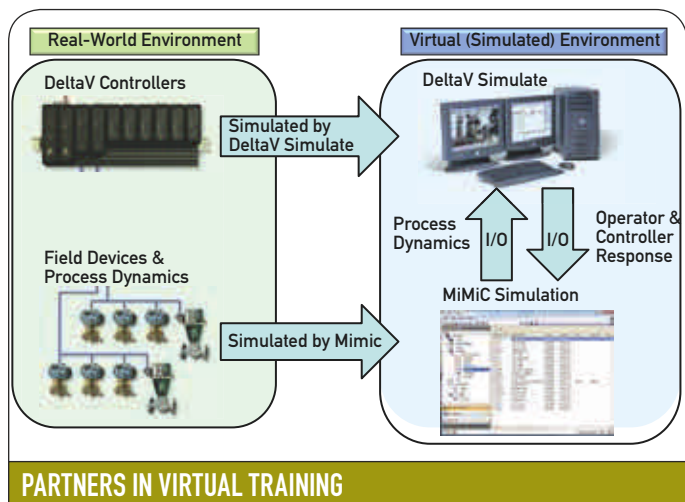 Real-World Environment
Virtual (Simulated) Environment
DeltaV Controllers
DeltaV Simulate
Simulated by
DeltaV Simulate
Process
Dynamics
I/O
I/O
Operator &
Controller
Response
Field Devices &
Process Dynamics
MiMiC Simulation
Simulated by Mimic
PARTNERS IN VIRTUAL TRAINING